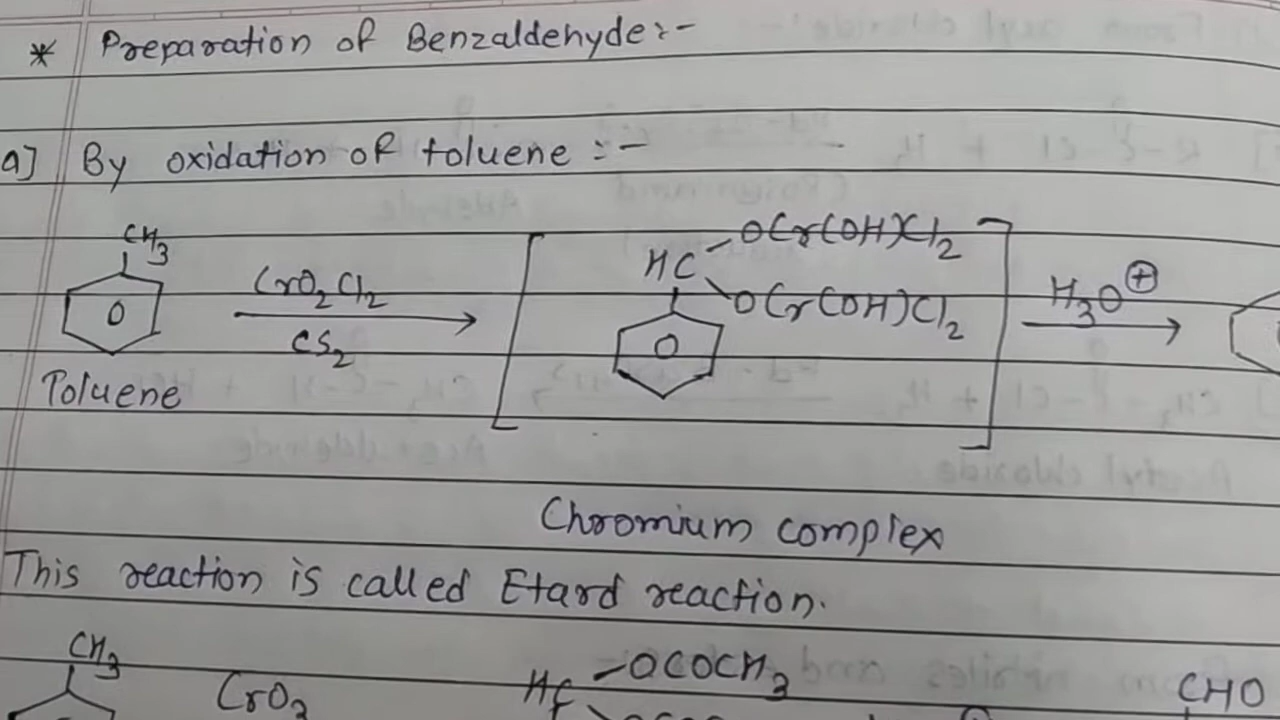 * Preparation of Benzaldehyde :-
a] By oxidation of toluene :-
CH3
CrO2Cl2
CS2
HC
OCr(OH)Cl2
OCr(OH)Cl2
H3O⊕
Toluene
Chromium complex
This reaction is called Etard reaction.
CH3
CrO3
HC
OCOCH3
CHO